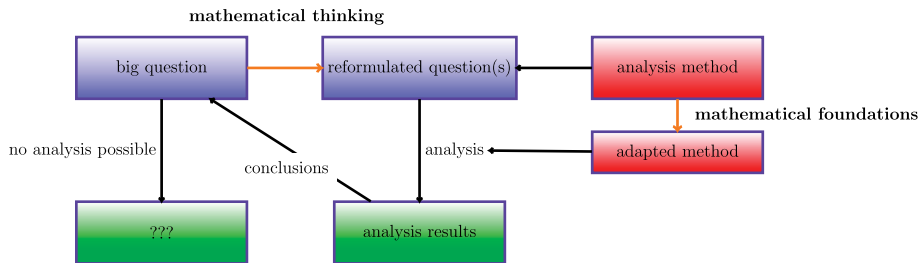 mathematical thinking
big question
reformulated question(s)
analysis method
mathematical foundations
no analysis possible
analysis
adapted method
conclusions
???
analysis results